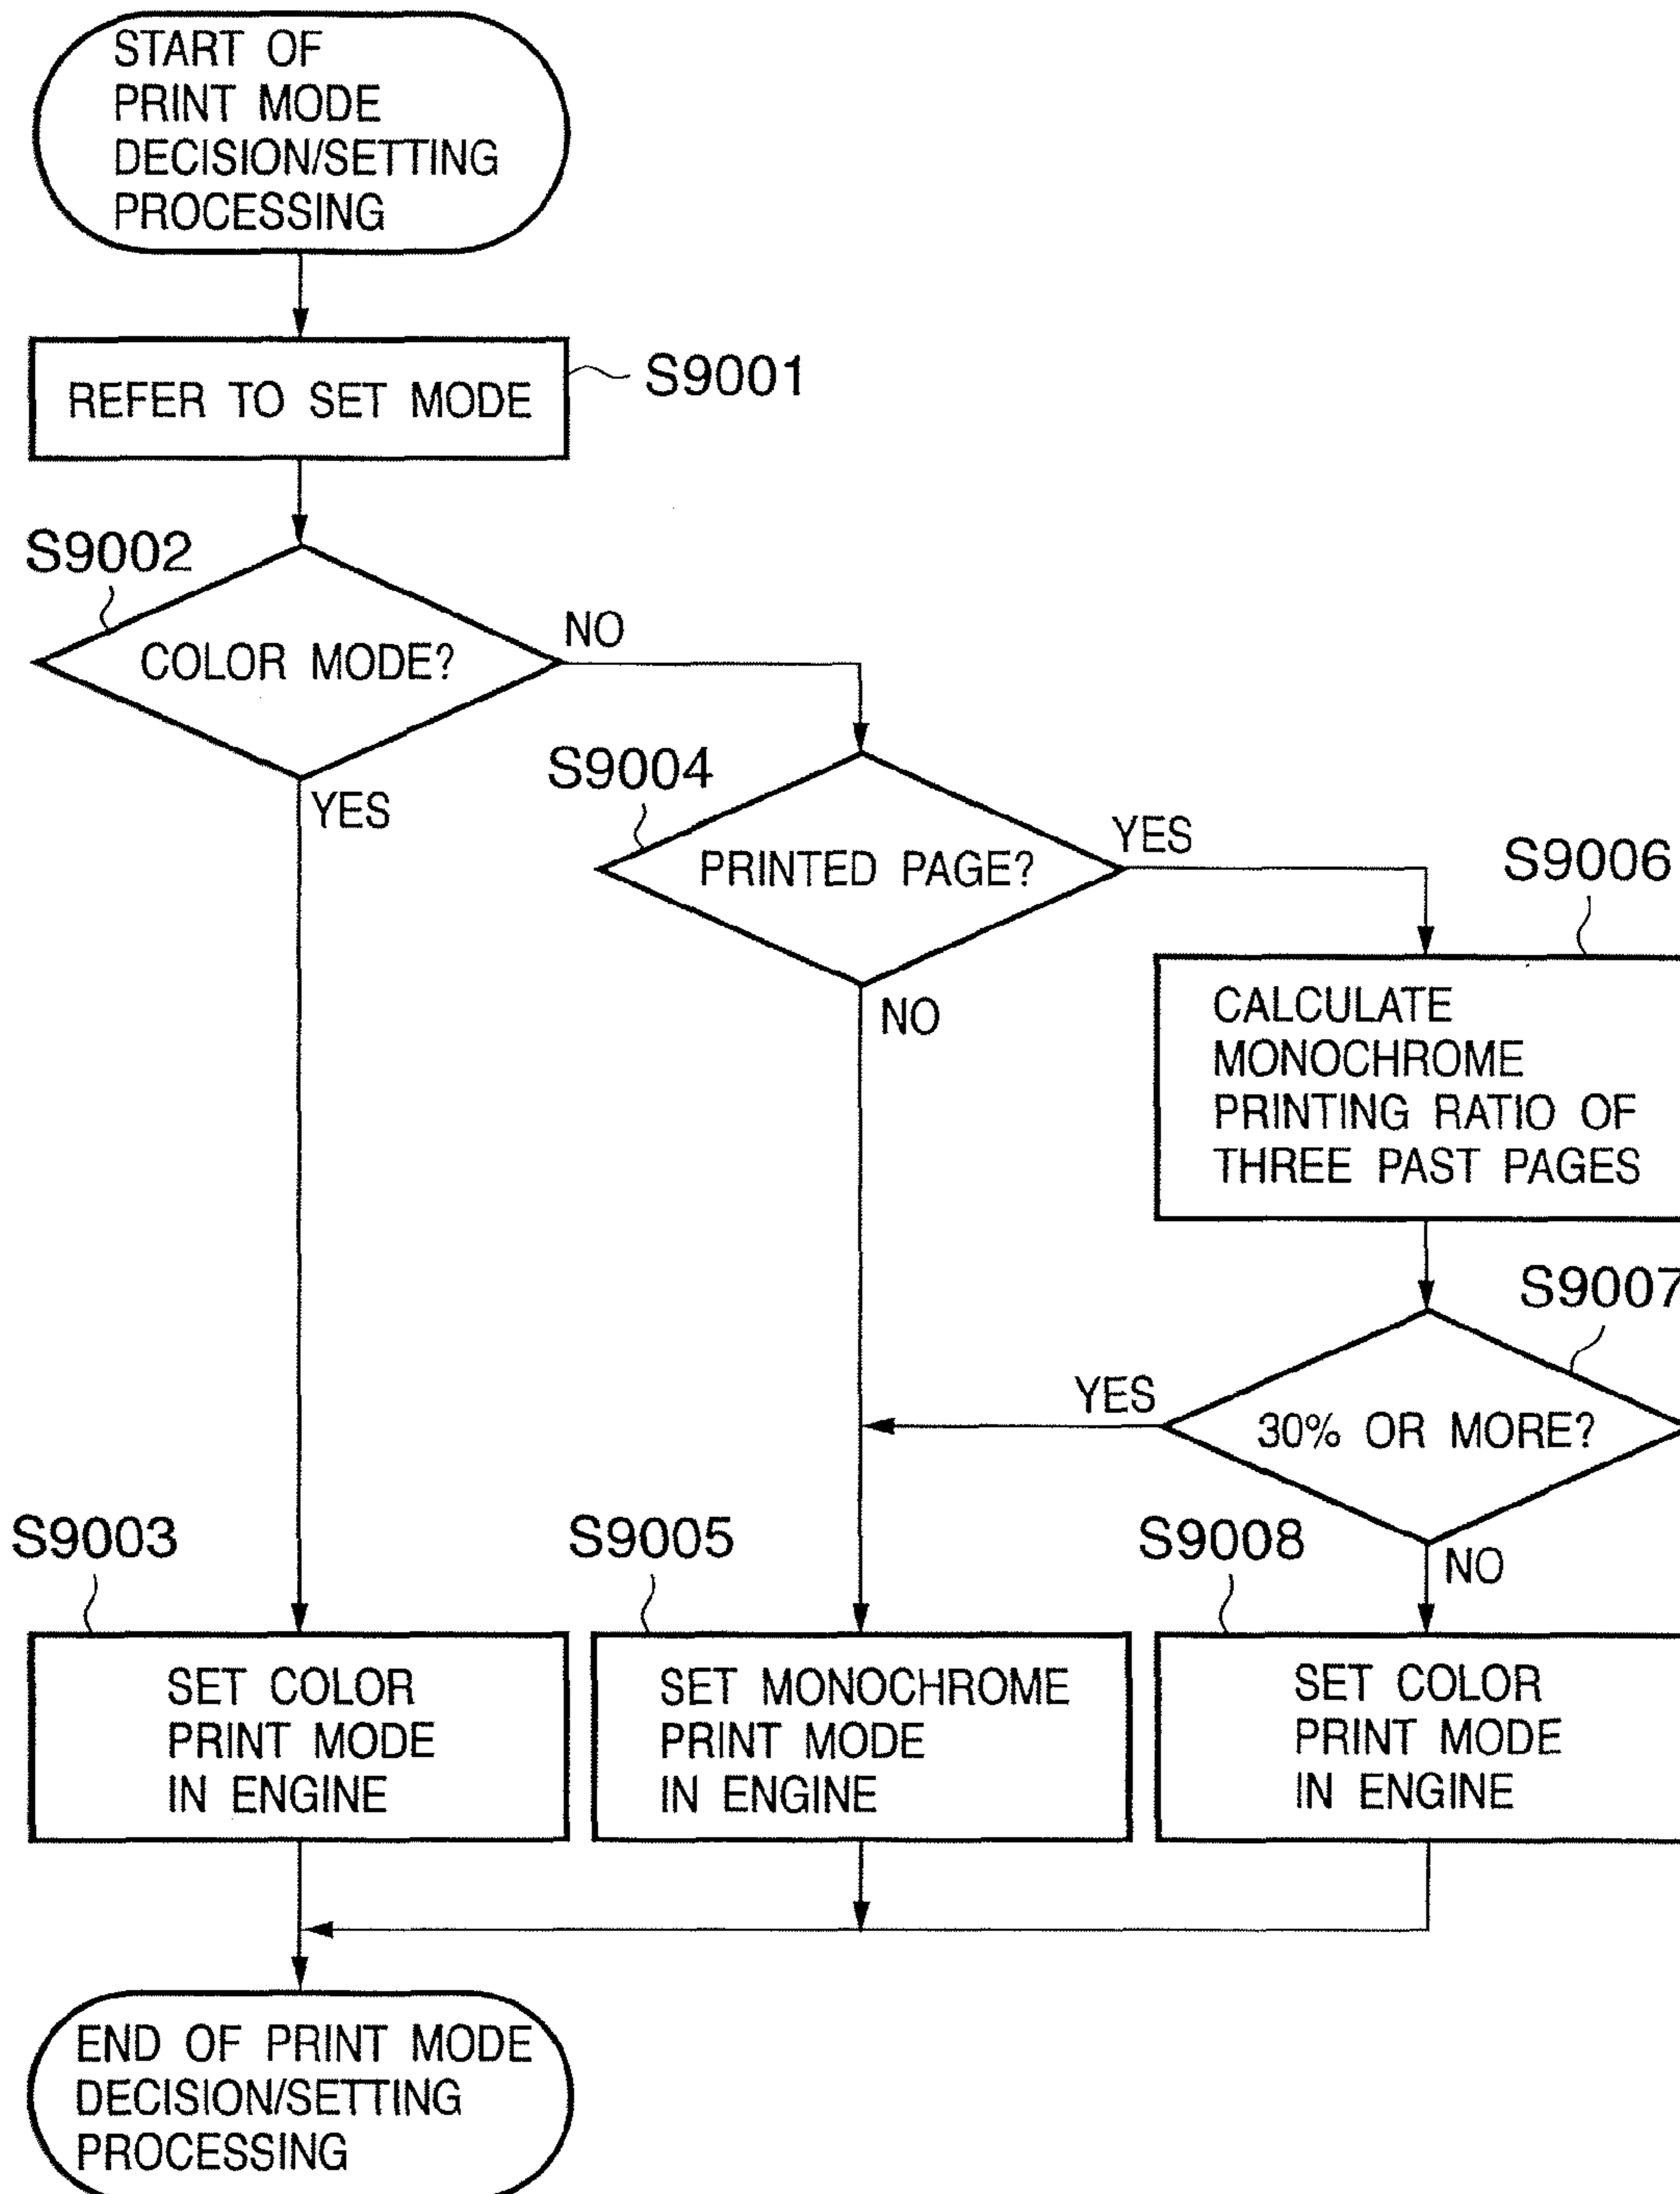 START OF
PRINT MODE
DECISION/SETTING
PROCESSING
REFER TO SET MODE
S9001
S9002
COLOR MODE?
NO
YES
S9004
PRINTED PAGE?
YES
NO
S9006
CALCULATE
MONOCHROME
PRINTING RATIO OF
THREE PAST PAGES
S9007
30% OR MORE?
YES
NO
S9003
SET COLOR
PRINT MODE
IN ENGINE
S9005
SET MONOCHROME
PRINT MODE
IN ENGINE
S9008
SET COLOR
PRINT MODE
IN ENGINE
END OF PRINT MODE
DECISION/SETTING
PROCESSING